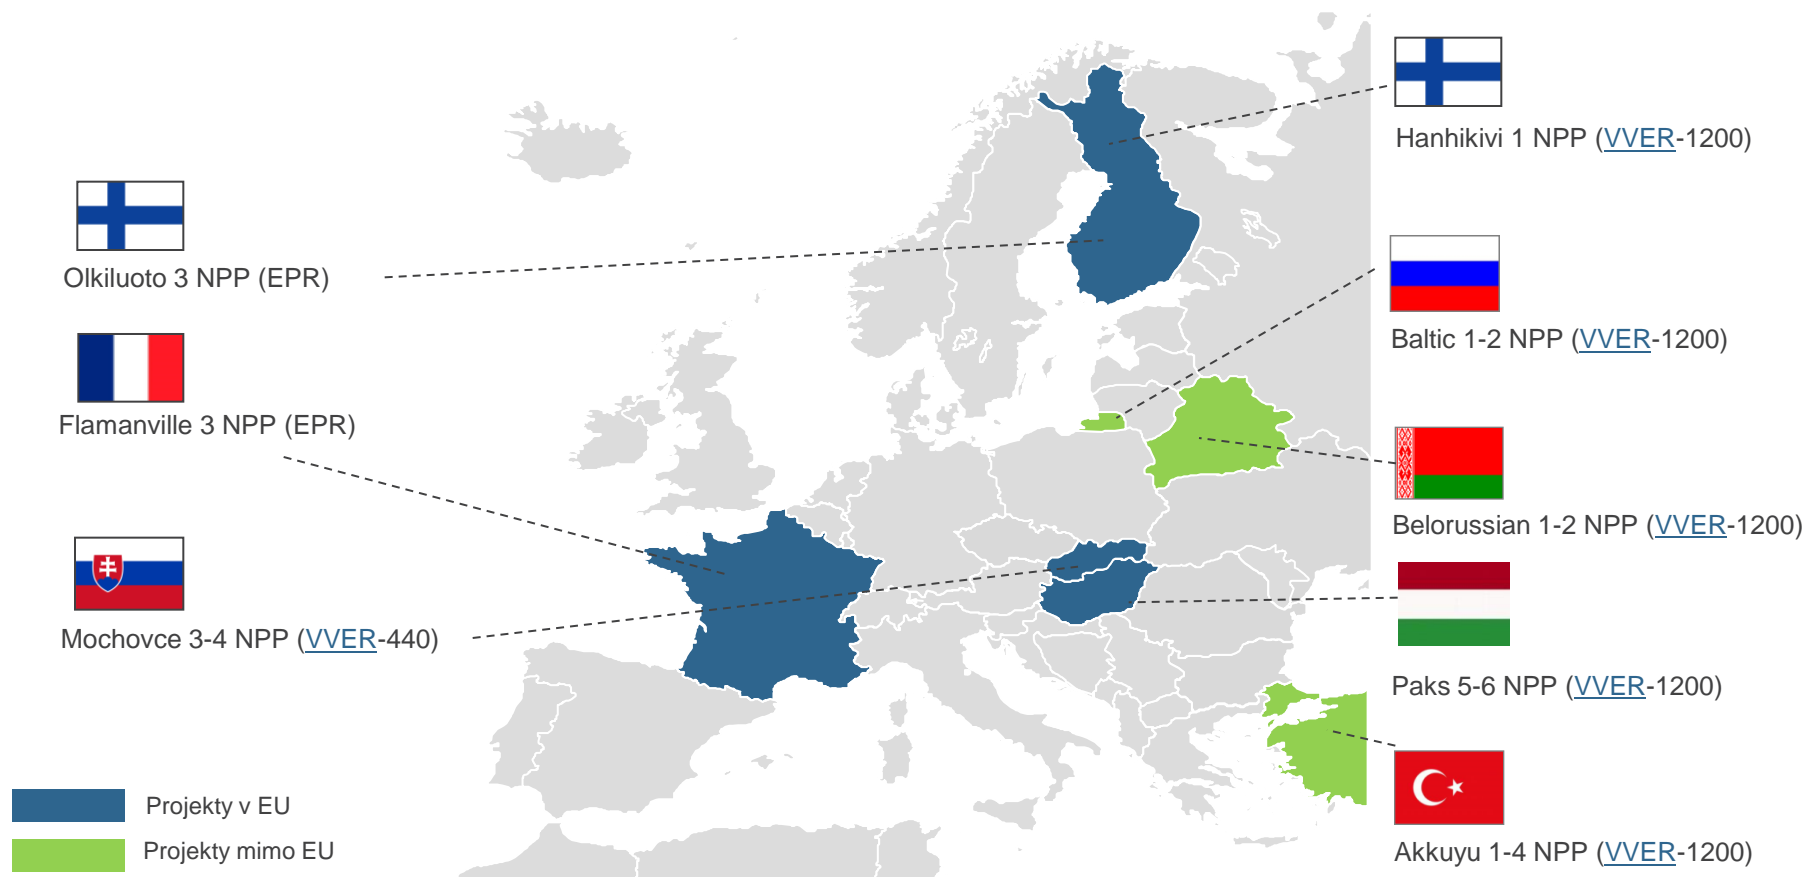 Olkiluoto 3 NPP (EPR)
Flamanville 3 NPP (EPR)
Mochovce 3-4 NPP (VVER-440)
Projekty v EU
Projekty mimo EU
Hanhikivi 1 NPP (VVER-1200)
Baltic 1-2 NPP (VVER-1200)
Belorussian 1-2 NPP (VVER-1200)
Paks 5-6 NPP (VVER-1200)
Akkuyu 1-4 NPP (VVER-1200)